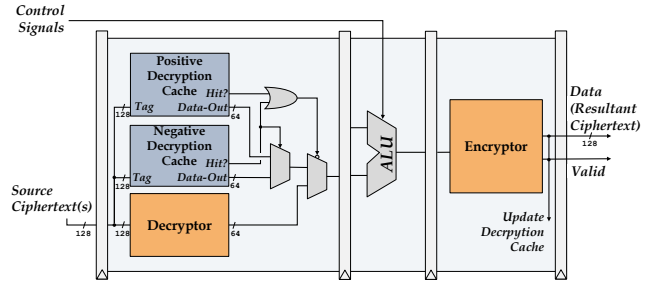 Control
Signals
Positive
Decryption
Cache
Hit?
Tag
Data-Out
128
64
Negative
Decryption
Cache
Hit?
Tag
Data-Out
128
64
Source
Ciphertext(s)
128
128
Decryptor
64
ALU
Encryptor
Data
(Resultant
Ciphertext)
128
Valid
Update
Decrpytion
Cache